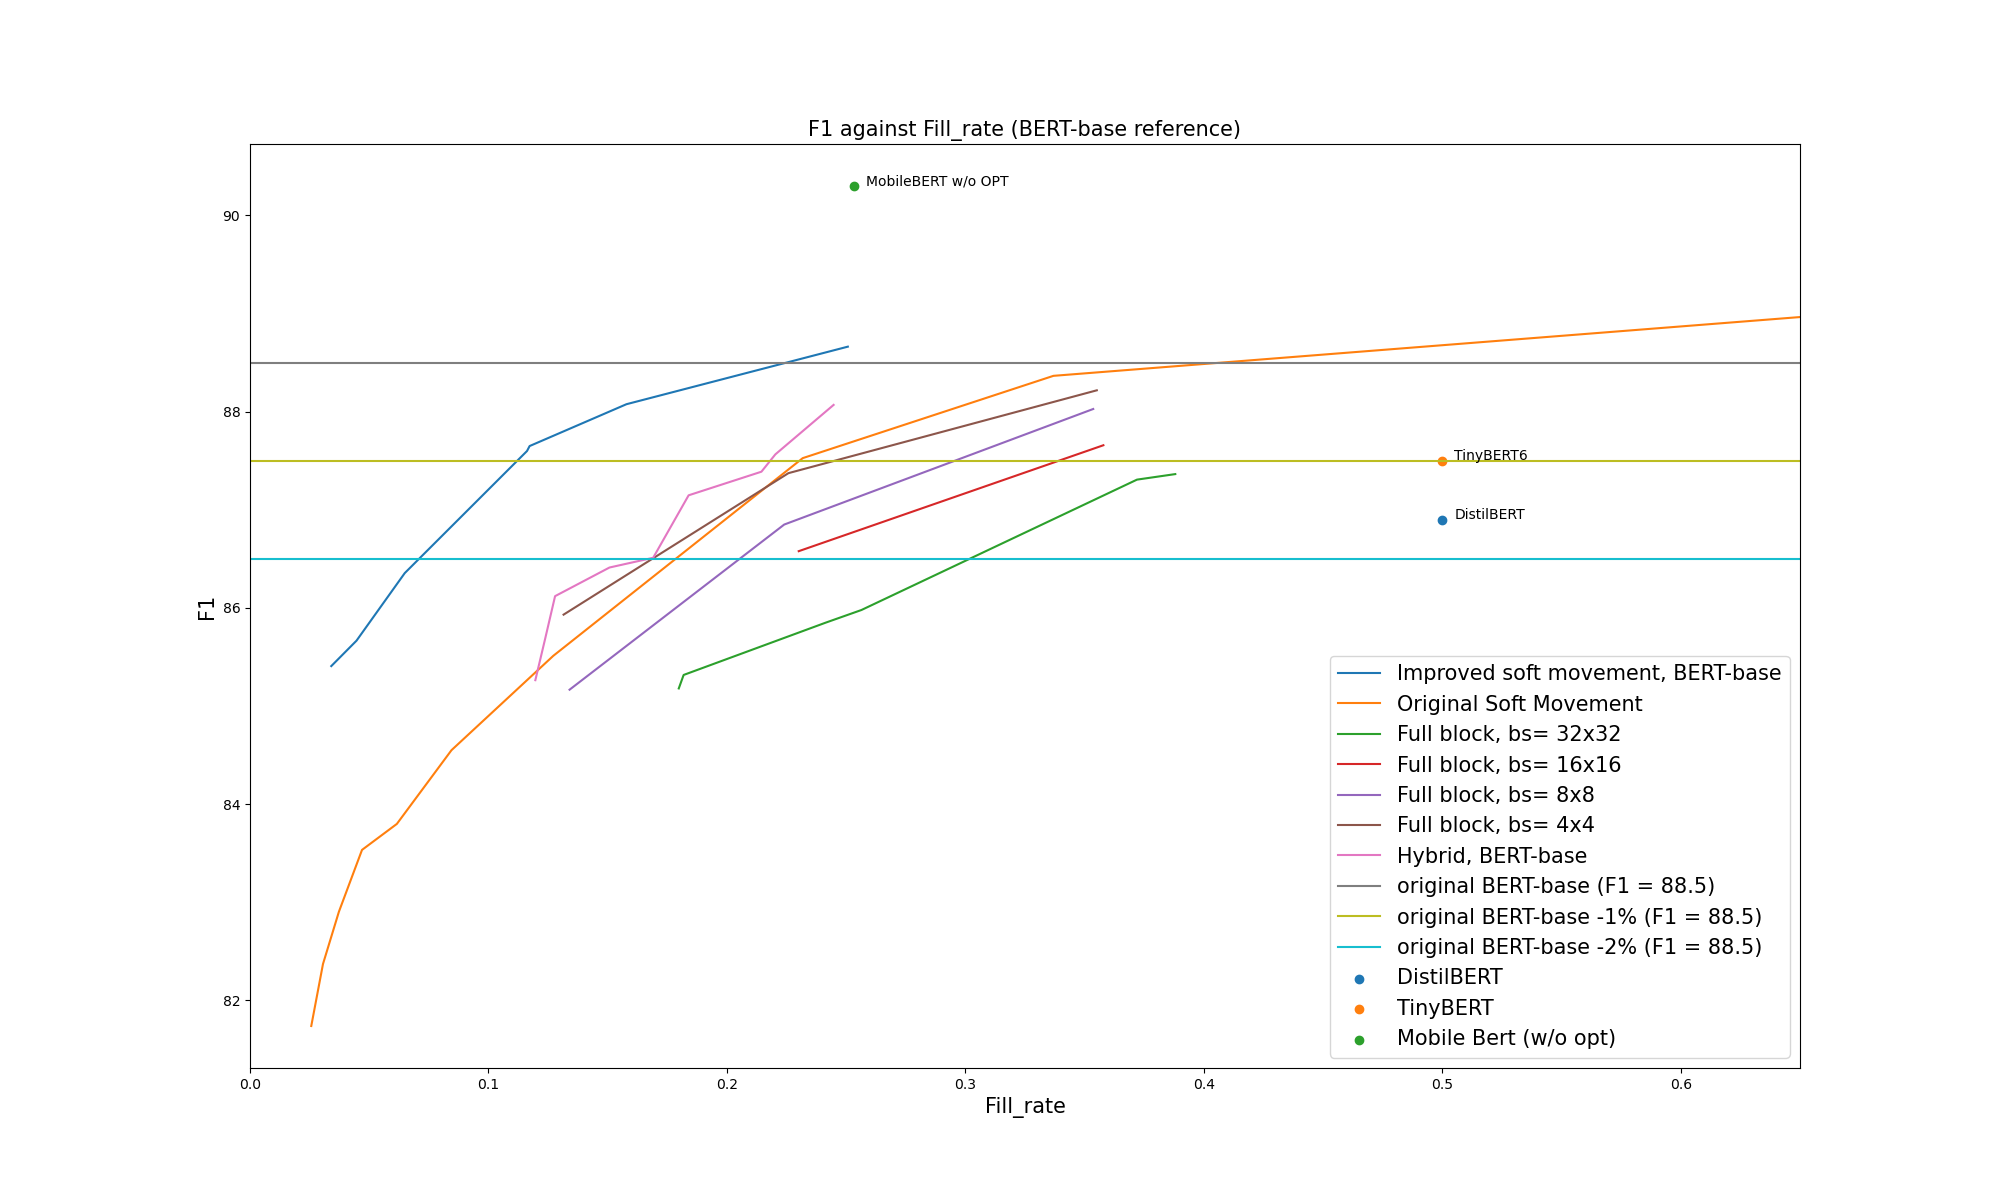 F1 against Fill_rate (BERT-base reference)
MobileBERT w/o OPT
90
88
TinyBERT6
DistilBERT
86
F1
84
82
Improved soft movement, BERT-base
Original Soft Movement
Full block, bs= 32x32
Full block, bs= 16x16
Full block, bs= 8x8
Full block, bs= 4x4
Hybrid, BERT-base
original BERT-base (F1 = 88.5)
original BERT-base -1% (F1 = 88.5)
original BERT-base -2% (F1 = 88.5)
DistilBERT
TinyBERT
Mobile Bert (w/o opt)
0.0 0.1 0.2 0.3 0.4 0.5 0.6
Fill_rate